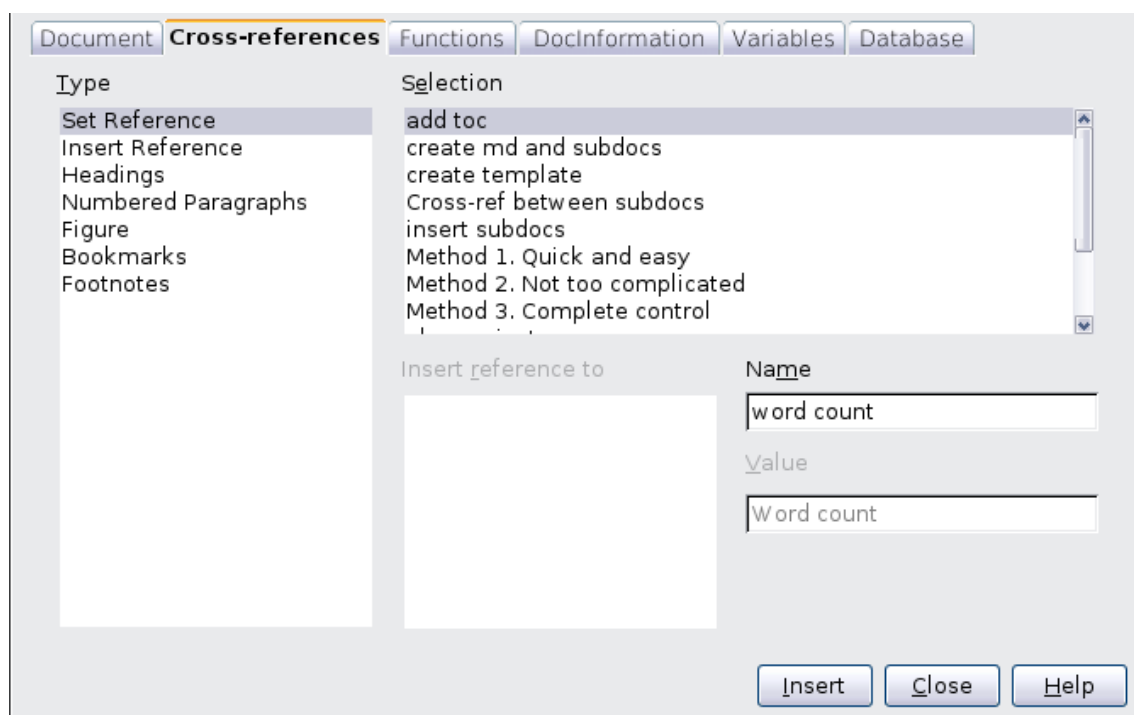 Document Cross-references Functions DocInformation Variables Database
Type
Set Reference
Insert Reference
Headings
Numbered Paragraphs
Figure
Bookmarks
Footnotes
Selection
add toc
create md and subdocs
create template
Cross-ref between subdocs
insert subdocs
Method 1. Quick and easy
Method 2. Not too complicated
Method 3. Complete control
Insert reference to
Name
word count
Value
Word count
Insert Close Help